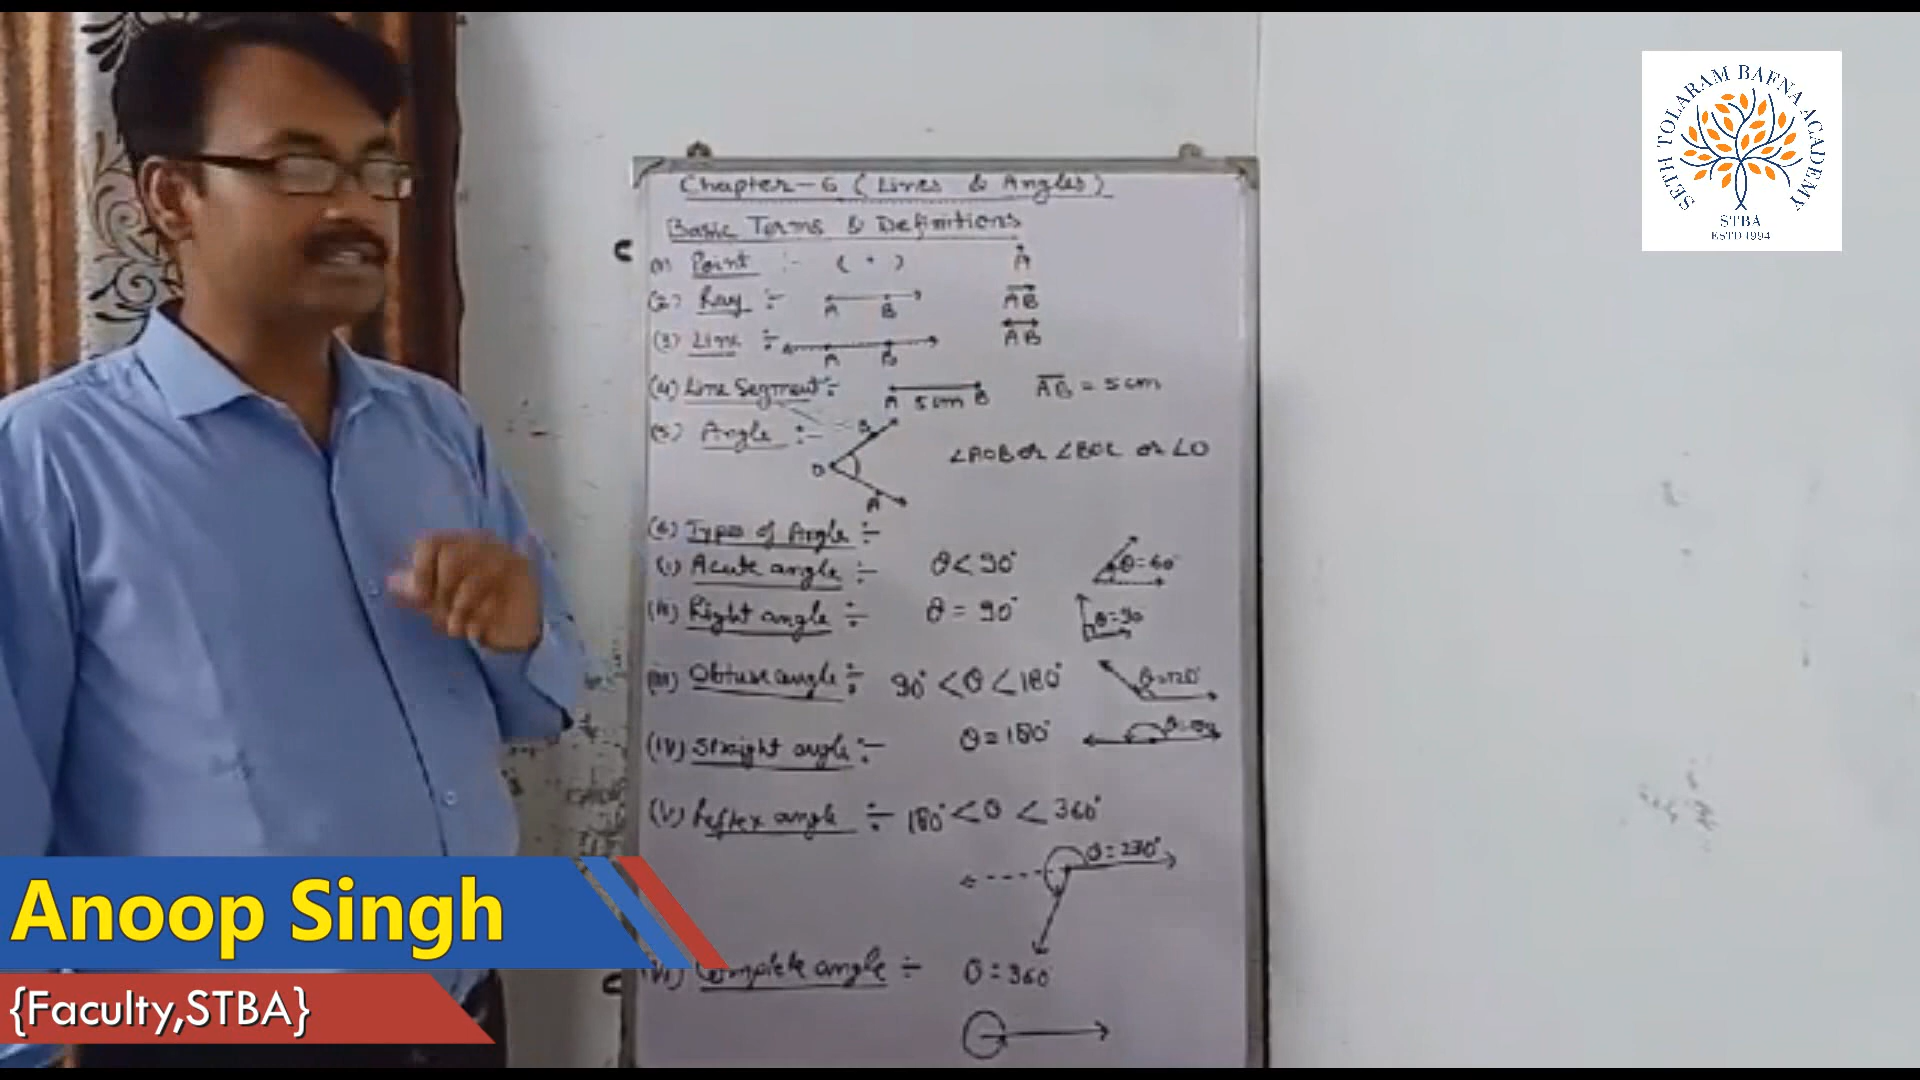 SETH TOLARAM BAFNA ACADEMY
STBA
ESTD 1994
Chapter-6 (Lines & Angles)
Basic Terms & Definitions
(1) Point :- ( · ) A
(2) Ray :- A B AB
(3) Line :- A B AB
(4) Line Segment :- A 5cm B AB = 5cm
(5) Angle :- B O A ∠AOB or ∠BOC or ∠O
(6) Types of Angle :-
(i) Acute angle :- θ < 90° θ=60°
(ii) Right angle :- θ = 90° θ=90
(iii) Obtuse angle :- 90° < θ < 180° θ=120°
(iv) Straight angle :- θ = 180°
(v) Reflex angle :- 180° < θ < 360°
θ=230°
(vi) Complete angle :- θ = 360
Anoop Singh
{Faculty,STBA}